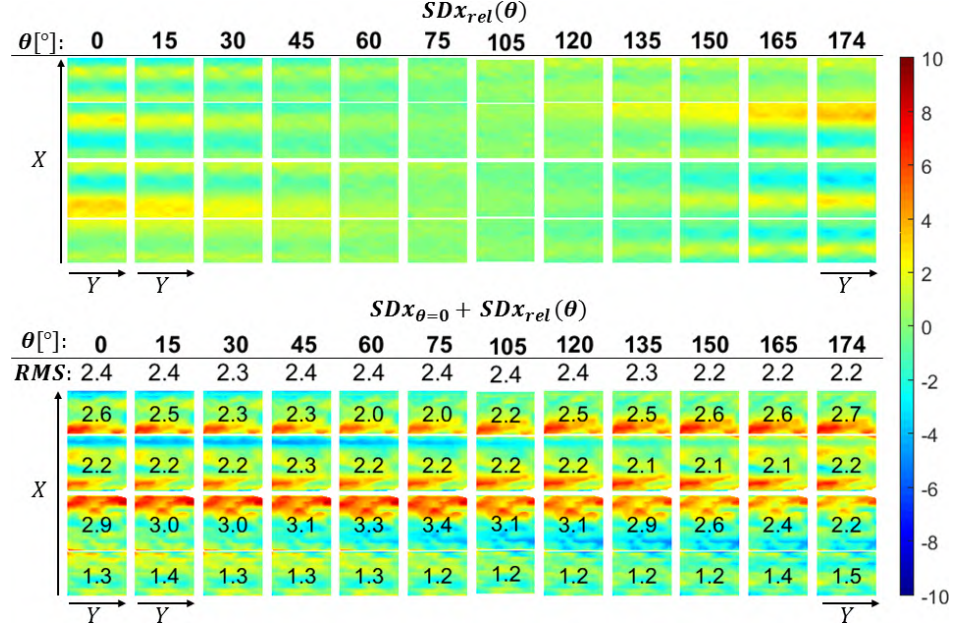 SDx_rel(θ)
θ[°]: 0 15 30 45 60 75 105 120 135 150 165 174
X
Y Y Y
SDx_θ=0 + SDx_rel(θ)
θ[°]: 0 15 30 45 60 75 105 120 135 150 165 174
RMS: 2.4 2.4 2.3 2.4 2.4 2.4 2.4 2.4 2.3 2.2 2.2 2.2
2.6 2.5 2.3 2.3 2.0 2.0 2.2 2.5 2.5 2.6 2.6 2.7
2.2 2.2 2.2 2.3 2.2 2.2 2.2 2.2 2.1 2.1 2.1 2.2
X
2.9 3.0 3.0 3.1 3.3 3.4 3.1 3.1 2.9 2.6 2.4 2.2
1.3 1.4 1.3 1.3 1.3 1.2 1.2 1.2 1.2 1.2 1.4 1.5
Y Y Y
10
8
6
4
2
0
-2
-4
-6
-8
-10